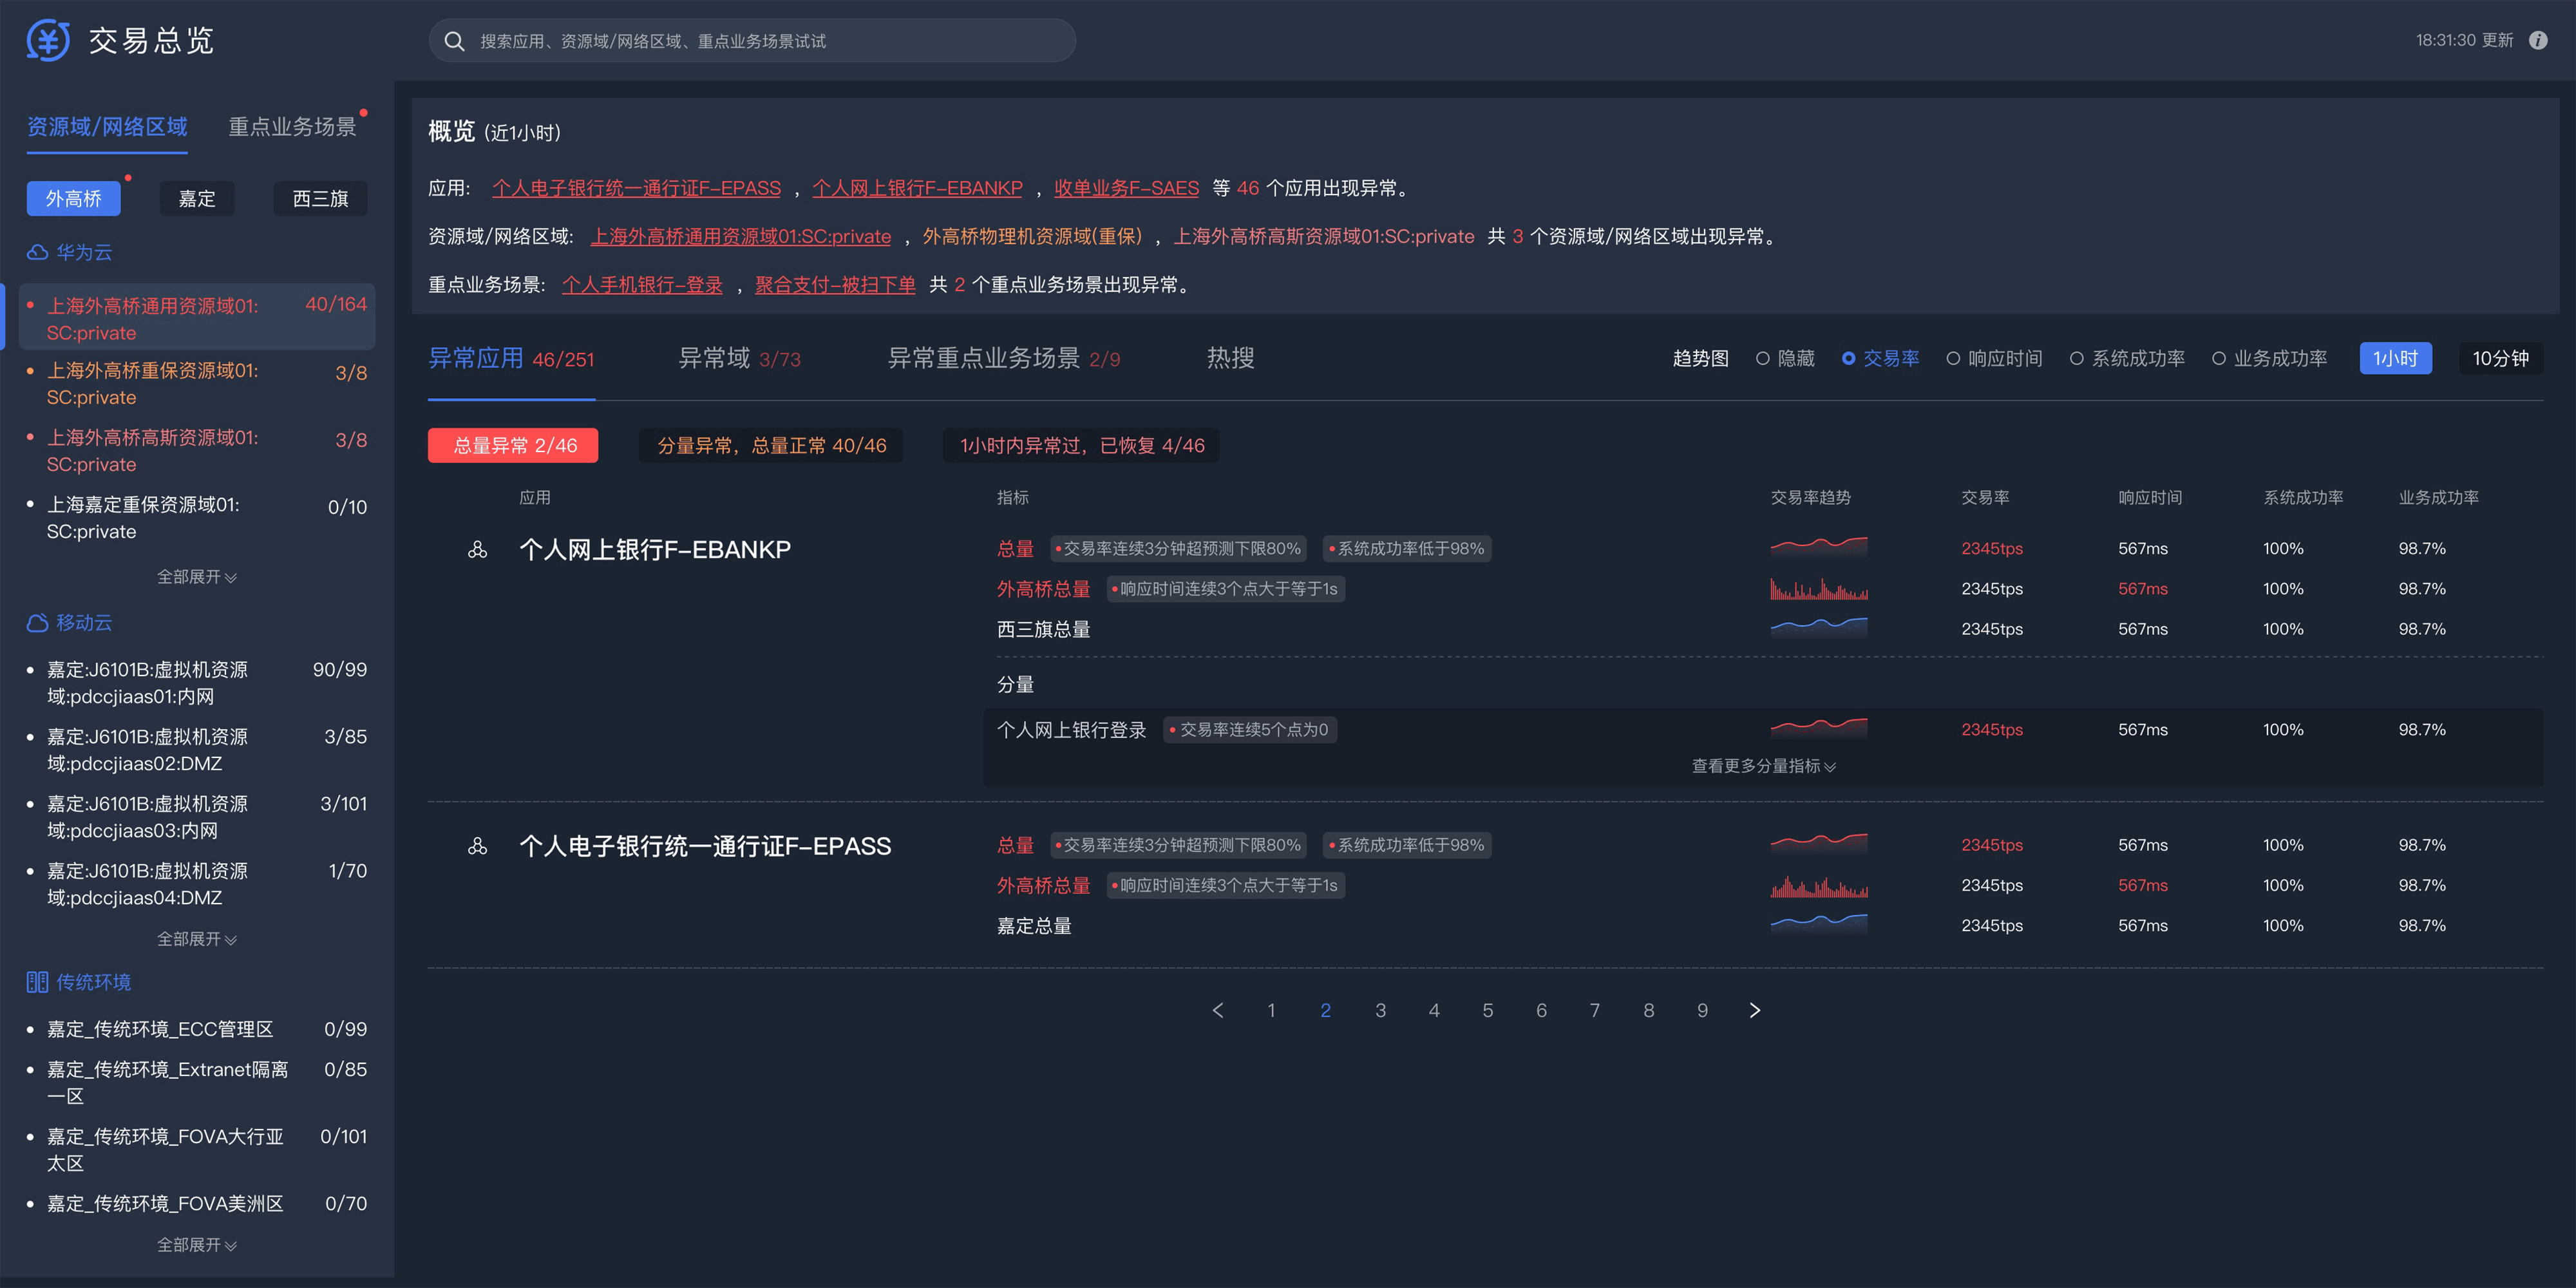 交易总览
搜索应用、资源域/网络区域、重点业务场景试试
18:31:30 更新
资源域/网络区域 重点业务场景
外高桥 嘉定 西三旗
华为云
上海外高桥通用资源域01: 40/164
SC:private
上海外高桥重保资源域01: 3/8
SC:private
上海外高桥高斯资源域01: 3/8
SC:private
上海嘉定重保资源域01: 0/10
SC:private
全部展开
移动云
嘉定:J6101B:虚拟机资源 90/99
域:pdccjiaas01:内网
嘉定:J6101B:虚拟机资源 3/85
域:pdccjiaas02:DMZ
嘉定:J6101B:虚拟机资源 3/101
域:pdccjiaas03:内网
嘉定:J6101B:虚拟机资源 1/70
域:pdccjiaas04:DMZ
全部展开
传统环境
嘉定_传统环境_ECC管理区 0/99
嘉定_传统环境_Extranet隔离 0/85
一区
嘉定_传统环境_FOVA大行亚 0/101
太区
嘉定_传统环境_FOVA美洲区 0/70
全部展开
概览 (近1小时)
应用: 个人电子银行统一通行证F-EPASS , 个人网上银行F-EBANKP , 收单业务F-SAES 等 46 个应用出现异常。
资源域/网络区域: 上海外高桥通用资源域01:SC:private , 外高桥物理机资源域(重保) , 上海外高桥高斯资源域01:SC:private 共 3 个资源域/网络区域出现异常。
重点业务场景: 个人手机银行-登录 , 聚合支付-被扫下单 共 2 个重点业务场景出现异常。
异常应用 46/251 异常域 3/73 异常重点业务场景 2/9 热搜 趋势图 隐藏 交易率 响应时间 系统成功率 业务成功率 1小时 10分钟
总量异常 2/46 分量异常，总量正常 40/46 1小时内异常过，已恢复 4/46
应用 指标 交易率趋势 交易率 响应时间 系统成功率 业务成功率
个人网上银行F-EBANKP 总量 交易率连续3分钟超预测下限80% 系统成功率低于98% 2345tps 567ms 100% 98.7%
外高桥总量 响应时间连续3个点大于等于1s 2345tps 567ms 100% 98.7%
西三旗总量 2345tps 567ms 100% 98.7%
分量
个人网上银行登录 交易率连续5个点为0 2345tps 567ms 100% 98.7%
查看更多分量指标
个人电子银行统一通行证F-EPASS 总量 交易率连续3分钟超预测下限80% 系统成功率低于98% 2345tps 567ms 100% 98.7%
外高桥总量 响应时间连续3个点大于等于1s 2345tps 567ms 100% 98.7%
嘉定总量 2345tps 567ms 100% 98.7%
1 2 3 4 5 6 7 8 9